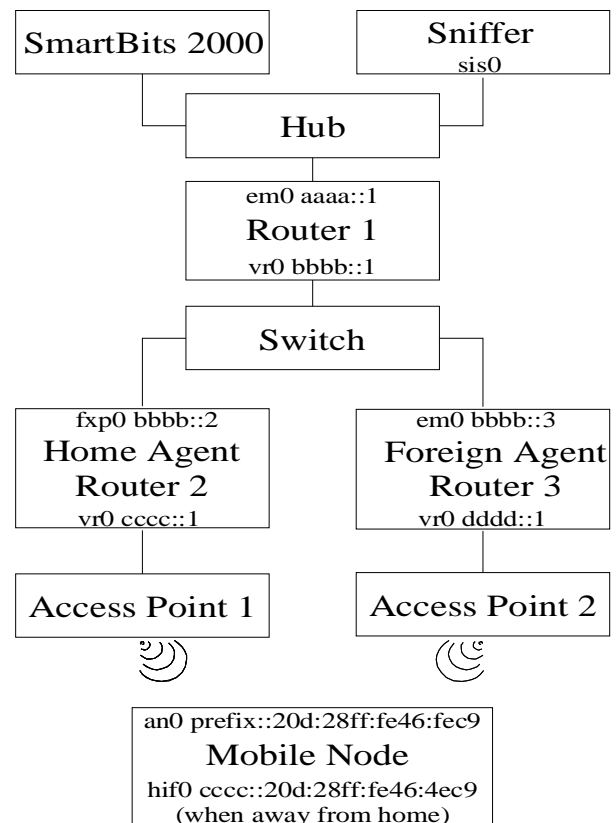 SmartBits 2000
Sniffer
sis0
Hub
em0 aaaa::1
Router 1
vr0 bbbb::1
Switch
fxp0 bbbb::2
Home Agent
Router 2
vr0 cccc::1
em0 bbbb::3
Foreign Agent
Router 3
vr0 dddd::1
Access Point 1
Access Point 2
an0 prefix::20d:28ff:fe46:fec9
Mobile Node
hif0 cccc::20d:28ff:fe46:4ec9
(when away from home)